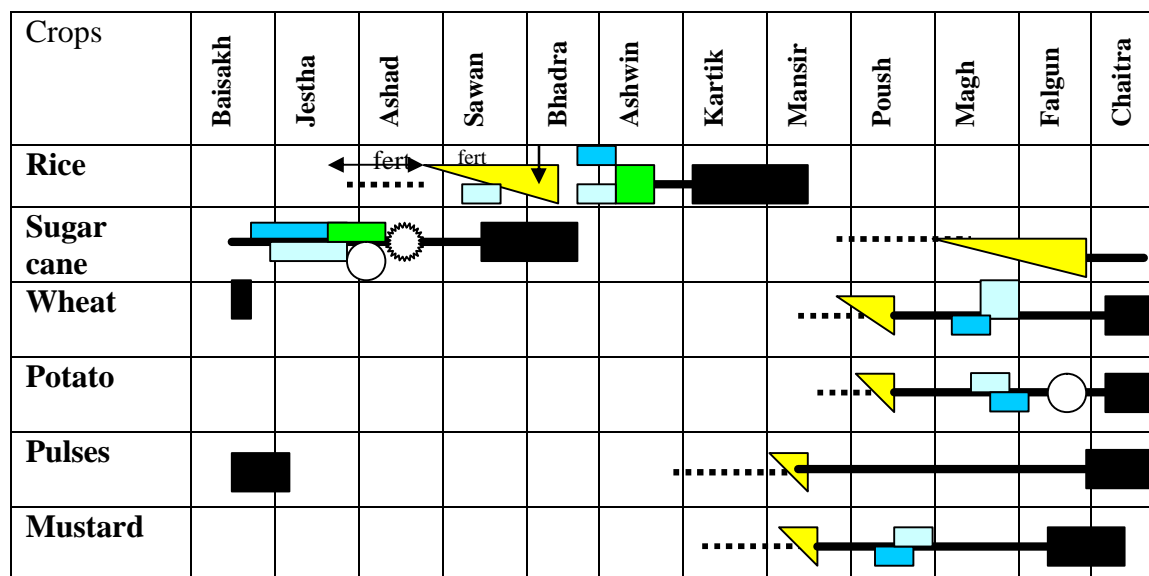 Crops
Baisakh
Jestha
Ashad
Sawan
Bhadra
Ashwin
Kartik
Mansir
Poush
Magh
Falgun
Chaitra
Rice
fert
fert
Sugar
cane
Wheat
Potato
Pulses
Mustard